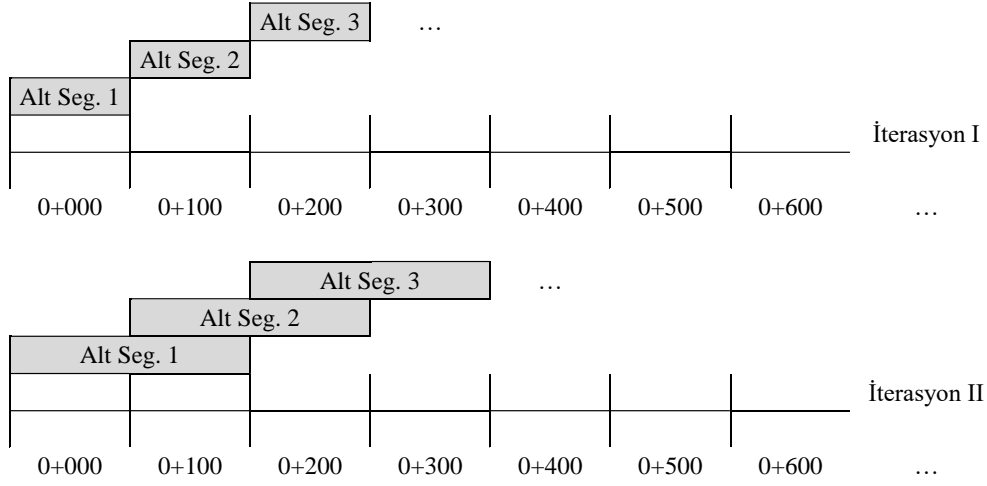 Alt Seg. 3 …
Alt Seg. 2
Alt Seg. 1
İterasyon I
0+000 0+100 0+200 0+300 0+400 0+500 0+600 …
Alt Seg. 3 …
Alt Seg. 2
Alt Seg. 1
İterasyon II
0+000 0+100 0+200 0+300 0+400 0+500 0+600 …